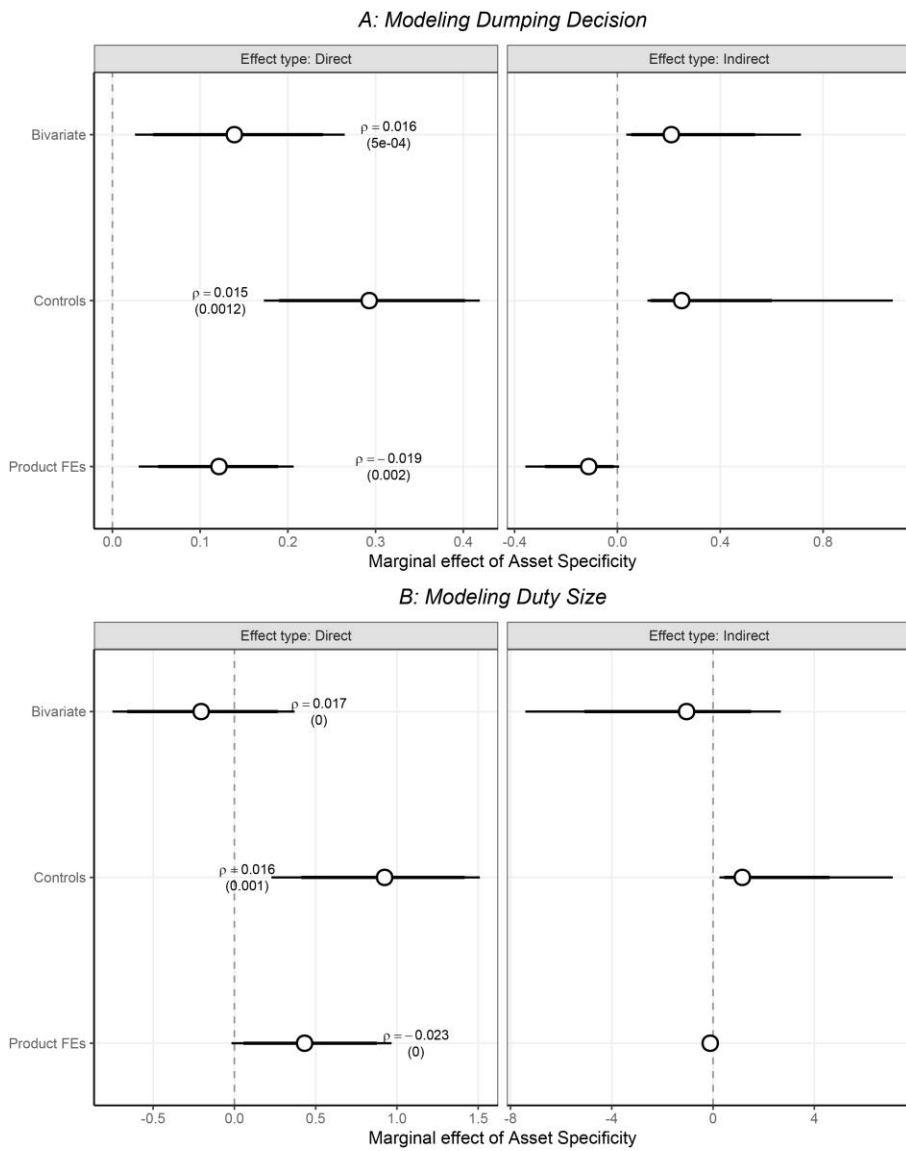 A: Modeling Dumping Decision
Effect type: Direct
Effect type: Indirect
Bivariate
ρ = 0.016
(5e-04)
Controls
ρ = 0.015
(0.0012)
Product FEs
ρ = −0.019
(0.002)
0.0 0.1 0.2 0.3 0.4
-0.4 0.0 0.4 0.8
Marginal effect of Asset Specificity
B: Modeling Duty Size
Effect type: Direct
Effect type: Indirect
Bivariate
ρ = 0.017
(0)
Controls
ρ = 0.016
(0.001)
Product FEs
ρ = −0.023
(0)
-0.5 0.0 0.5 1.0 1.5
-8 -4 0 4
Marginal effect of Asset Specificity